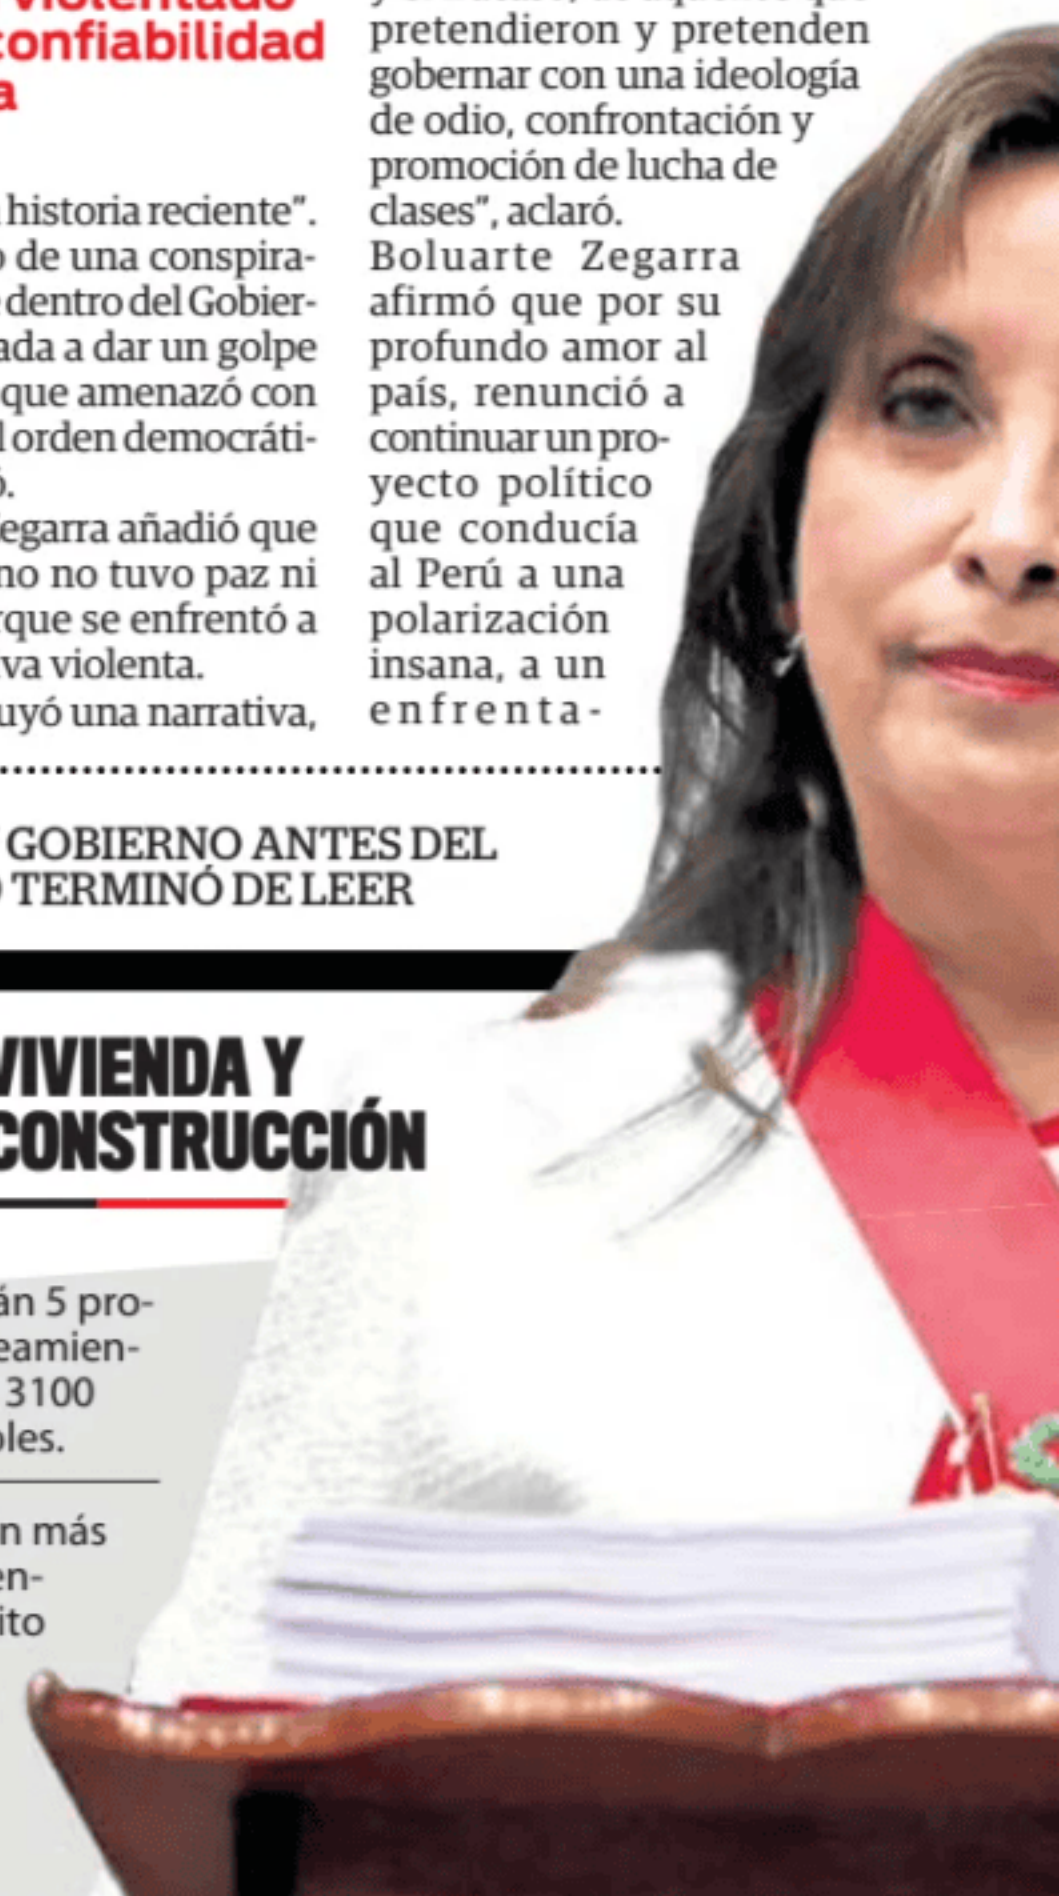 confiabilidad
a
historia reciente”.
de una conspira-
dentro del Gobier-
ada a dar un golpe
que amenazó con
orden democráti-
ó.
egarra añadió que
no no tuvo paz ni
rque se enfrentó a
va violenta.
uyó una narrativa,
pretendieron y pretenden
gobernar con una ideología
de odio, confrontación y
promoción de lucha de
clases”, aclaró.
Boluarte Zegarra
afirmó que por su
profundo amor al
país, renunció a
continuar un pro-
yecto político
que conducía
al Perú a una
polarización
insana, a un
enfrenta-
GOBIERNO ANTES DEL
TERMINÓ DE LEER
VIVIENDA Y
CONSTRUCCIÓN
án 5 pro-
eamien-
3100
oles.
n más
en-
ito